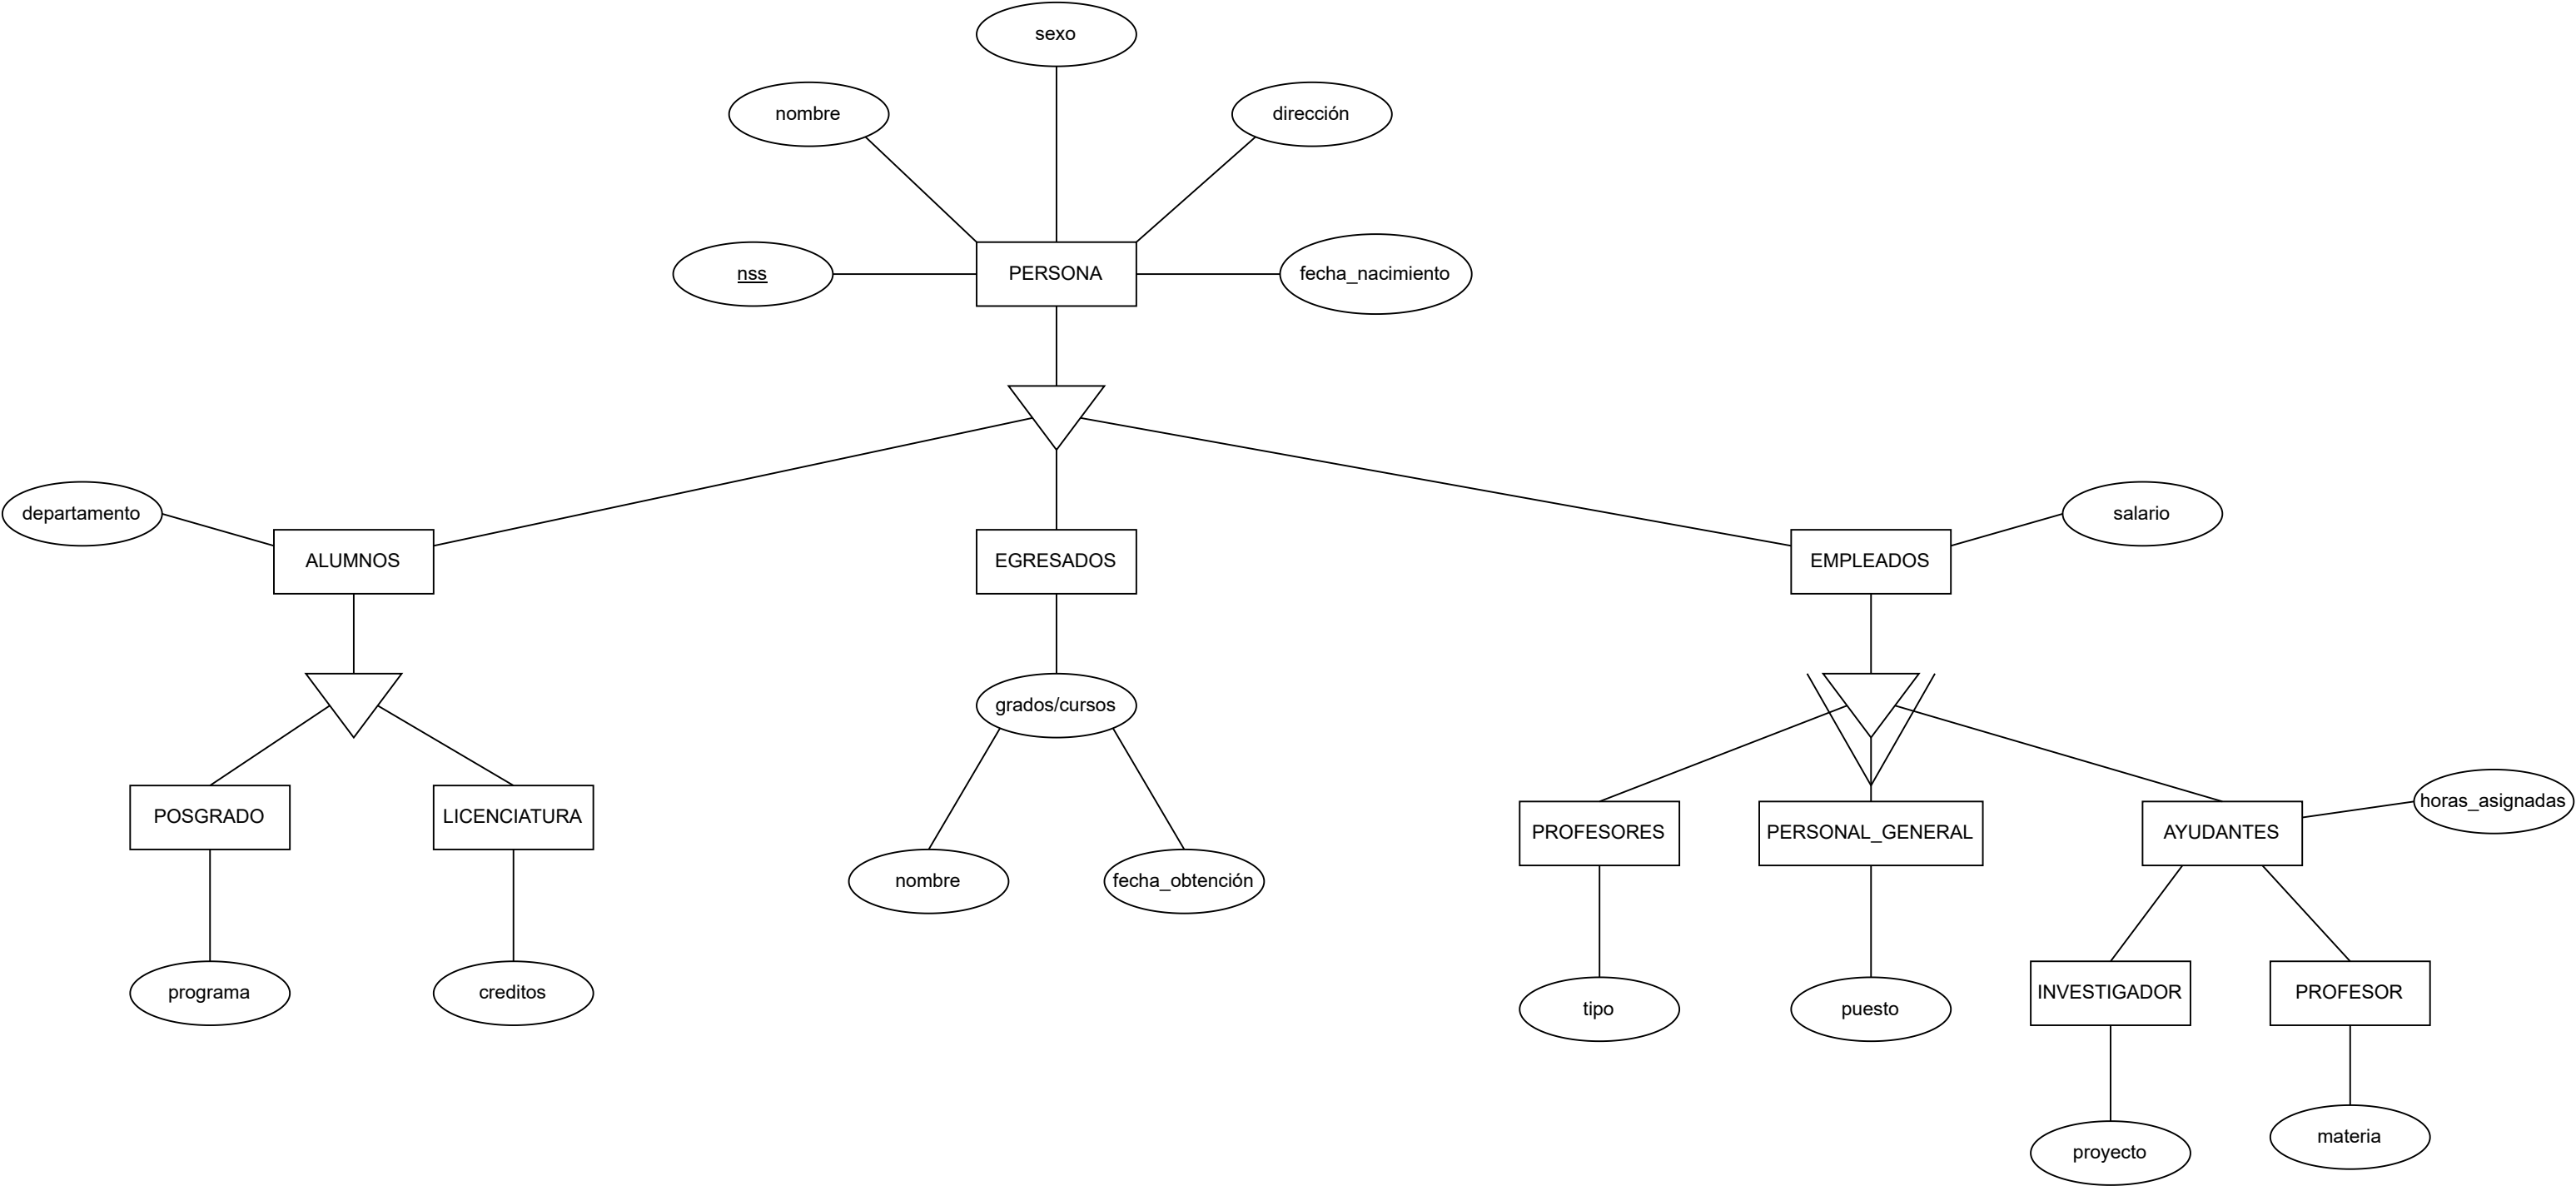 sexo
nombre
dirección
nss
PERSONA
fecha_nacimiento
departamento
salario
ALUMNOS
EGRESADOS
EMPLEADOS
grados/cursos
POSGRADO
LICENCIATURA
PROFESORES
PERSONAL_GENERAL
AYUDANTES
horas_asignadas
nombre
fecha_obtención
programa
creditos
tipo
puesto
INVESTIGADOR
PROFESOR
proyecto
materia